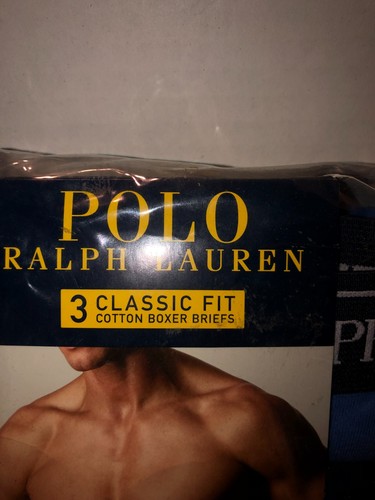 POLO
RALPH LAUREN
3 CLASSIC FIT
COTTON BOXER BRIEFS